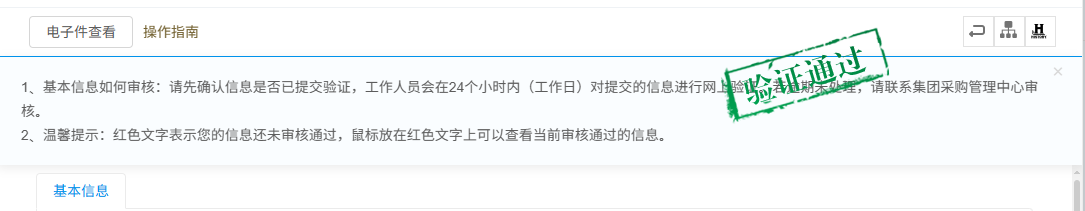 电子件查看 操作指南
H
验证通过
1、基本信息如何审核：请先确认信息是否已提交验证，工作人员会在24个小时内（工作日）对提交的信息进行网上验证，若逾期未处理，请联系集团采购管理中心审
核。
2、温馨提示：红色文字表示您的信息还未审核通过，鼠标放在红色文字上可以查看当前审核通过的信息。
基本信息